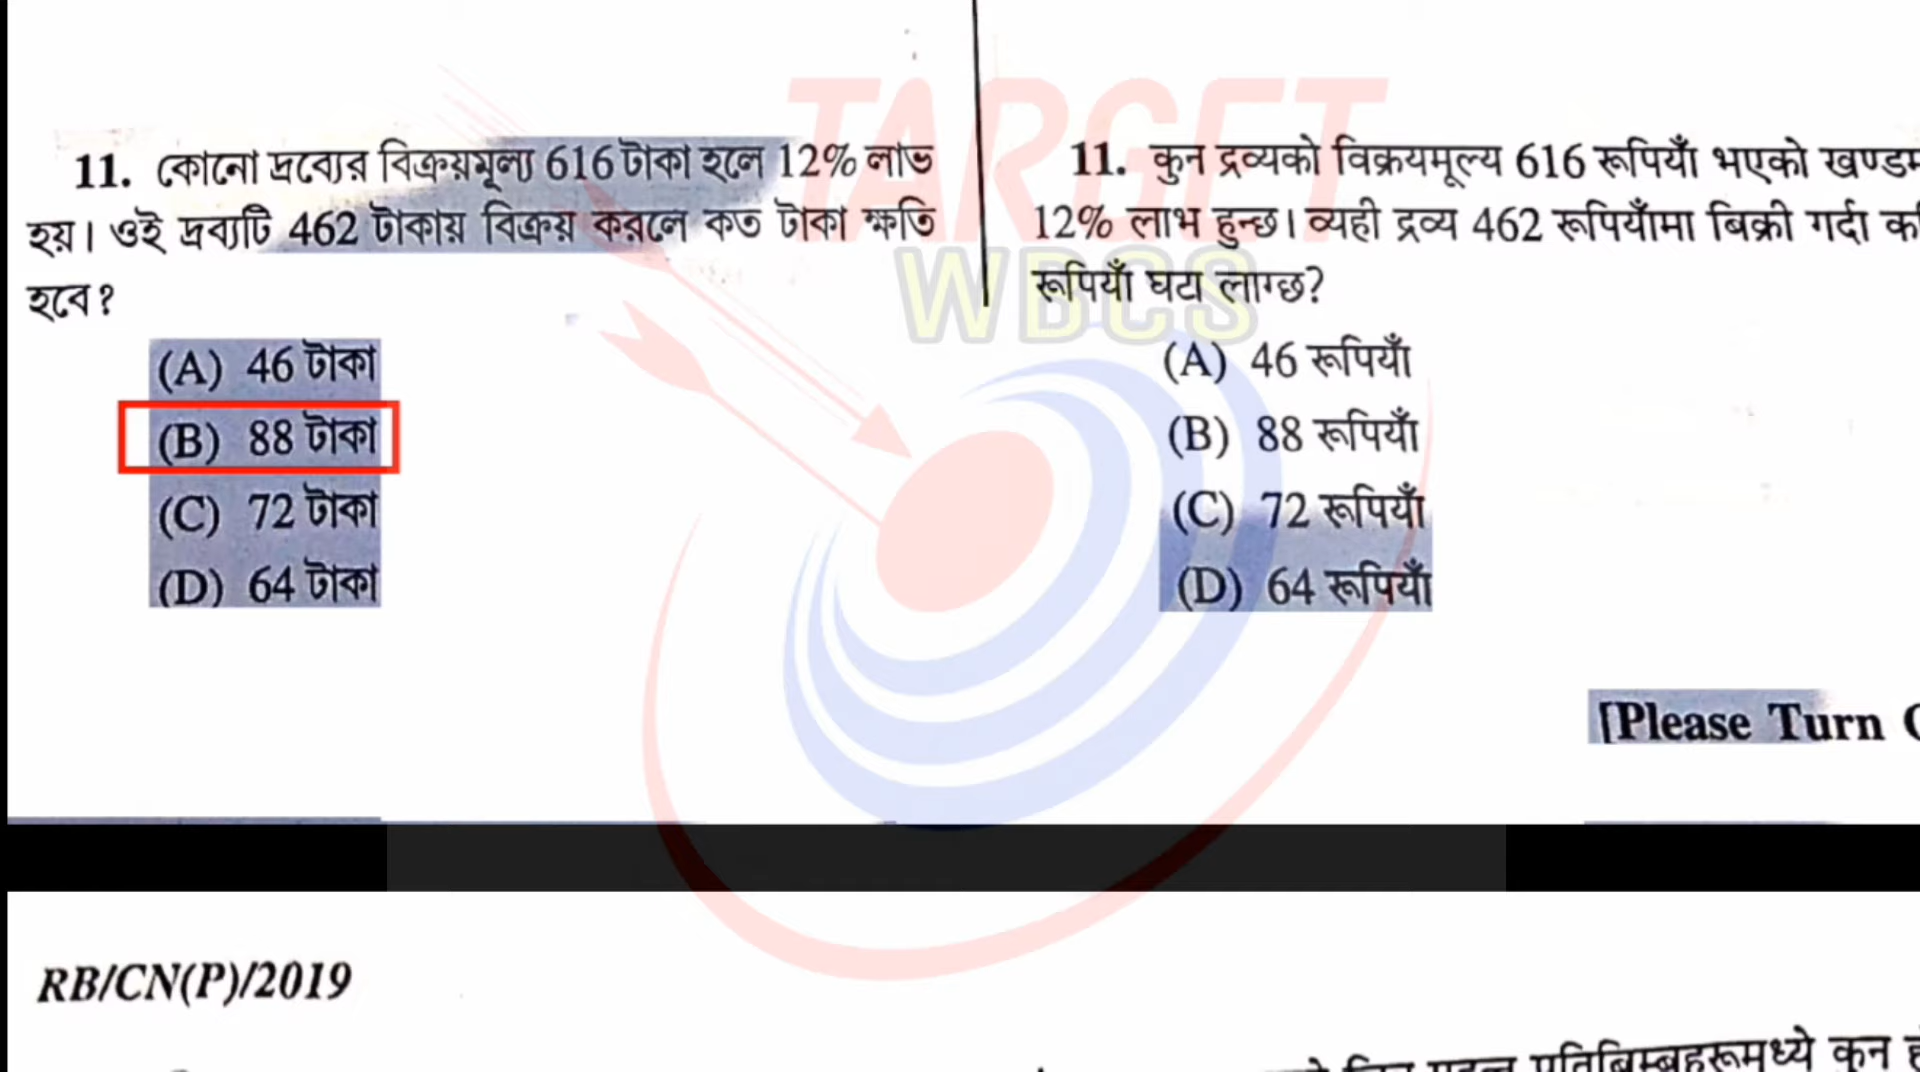 TARGET
WBCS
11. কোনো দ্রব্যের বিক্রয়মূল্য 616 টাকা হলে 12% লাভ
হয়। ওই দ্রব্যটি 462 টাকায় বিক্রয় করলে কত টাকা ক্ষতি
হবে?
(A) 46 টাকা
(B) 88 টাকা
(C) 72 টাকা
(D) 64 টাকা
11. कुन द्रव्यको विक्रयमूल्य 616 रूपियाँ भएको
12% लाभ हुन्छ। व्यही द्रव्य 462 रूपियाँमा बिक्री गर्दा
रूपियाँ घटा लाग्छ?
(A) 46 रूपियाँ
(B) 88 रूपियाँ
(C) 72 रूपियाँ
(D) 64 रूपियाँ
[Please Turn
RB/CN(P)/2019
कुन